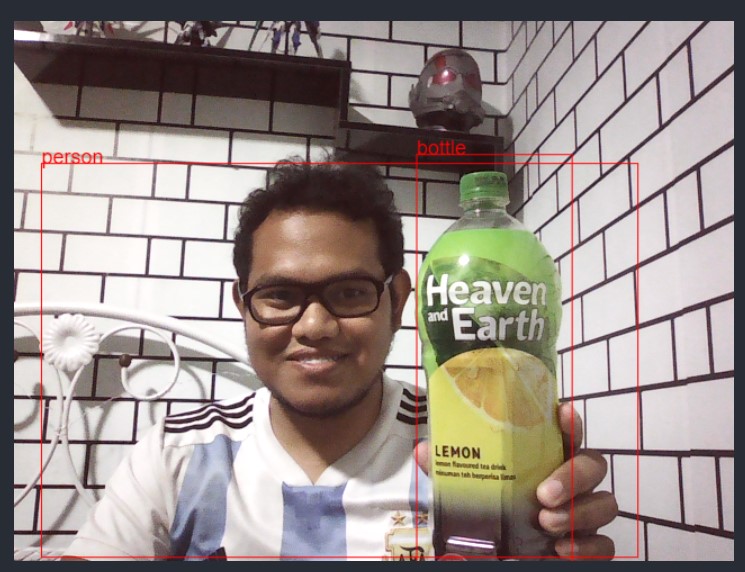 person
bottle
Heaven
and Earth
LEMON
lemon flavoured tea drink
minuman teh berperisa limau